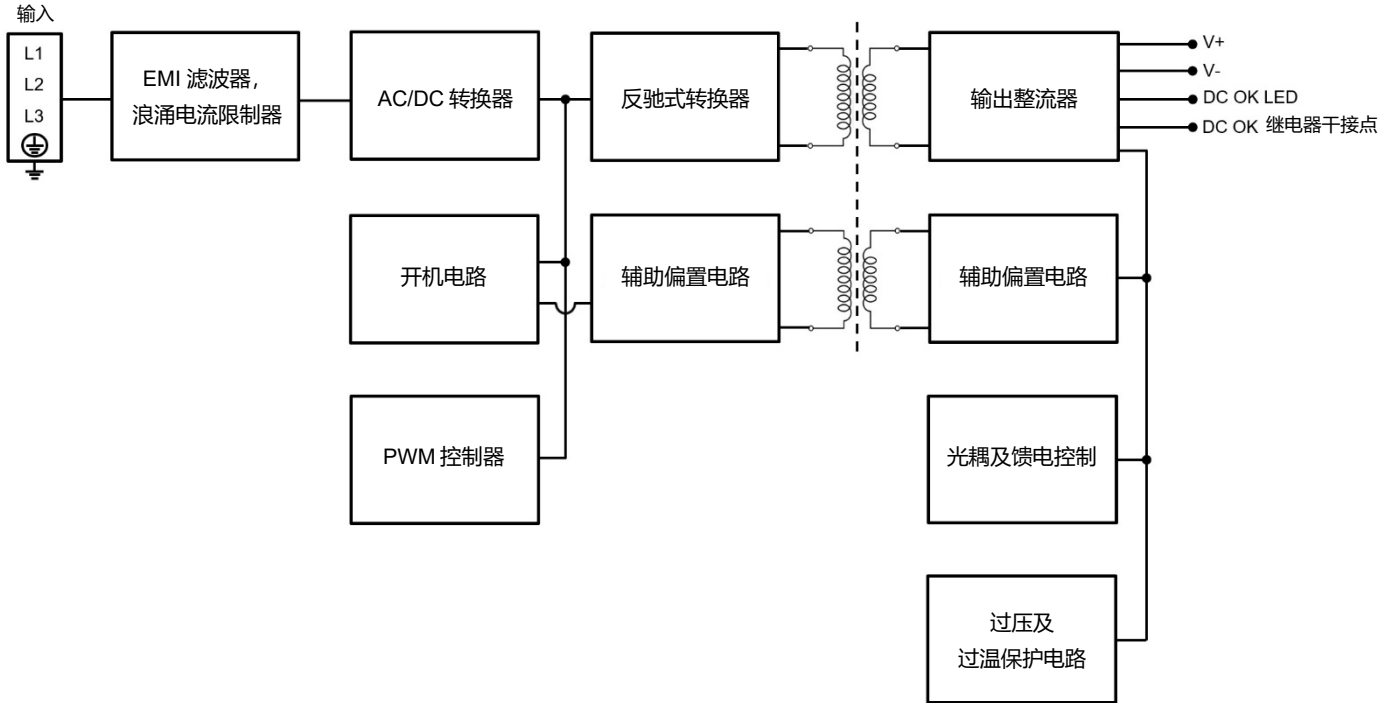 输入
L1
L2
L3
EMI 滤波器，
浪涌电流限制器
AC/DC 转换器
反驰式转换器
输出整流器
V+
V-
DC OK LED
DC OK 继电器干接点
开机电路
辅助偏置电路
辅助偏置电路
PWM 控制器
光耦及馈电控制
过压及
过温保护电路